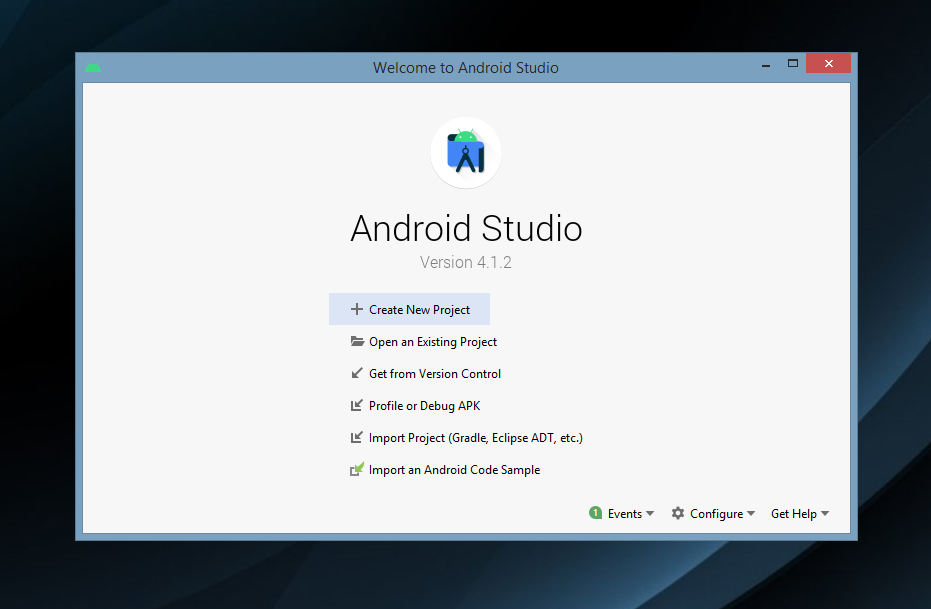 Welcome to Android Studio
Android Studio
Version 4.1.2
Create New Project
Open an Existing Project
Get from Version Control
Profile or Debug APK
Import Project (Gradle, Eclipse ADT, etc.)
Import an Android Code Sample
1 Events Configure Get Help